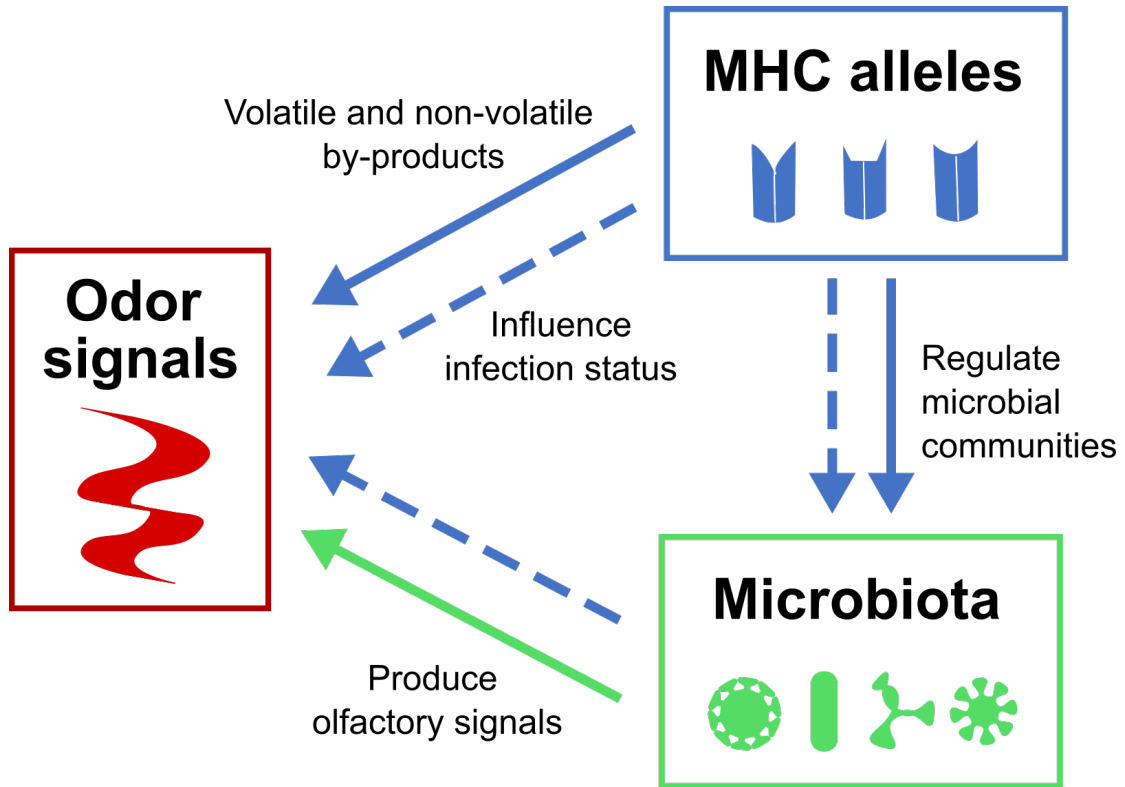 MHC alleles
Volatile and non-volatile
by-products
Odor
signals
Influence
infection status
Regulate
microbial
communities
Microbiota
Produce
olfactory signals